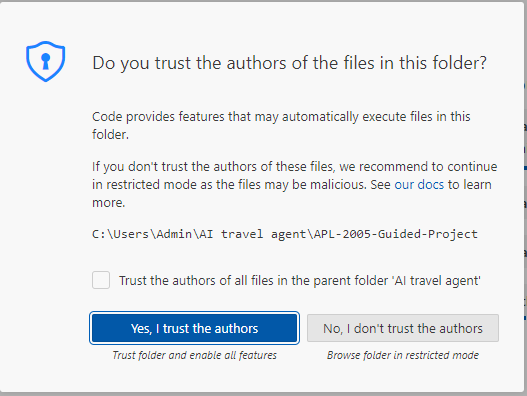 Do you trust the authors of the files in this folder?
Code provides features that may automatically execute files in this
folder.
If you don't trust the authors of these files, we recommend to continue
in restricted mode as the files may be malicious. See our docs to learn
more.
C:\Users\Admin\AI travel agent\APL-2005-Guided-Project
Trust the authors of all files in the parent folder 'AI travel agent'
Yes, I trust the authors
No, I don't trust the authors
Trust folder and enable all features
Browse folder in restricted mode